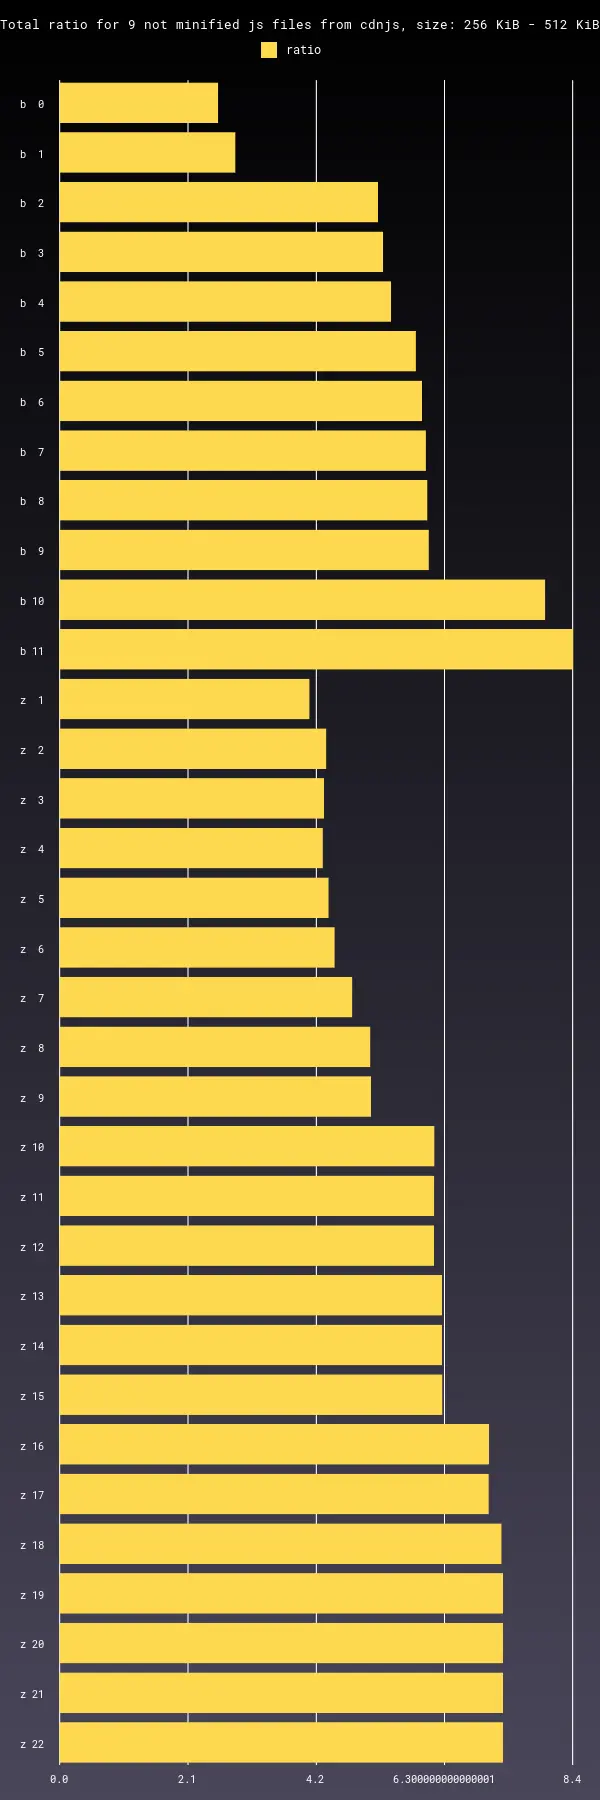 Total ratio for 9 not minified js files from cdnjs, size: 256 KiB - 512 KiB
ratio
b 0
b 1
b 2
b 3
b 4
b 5
b 6
b 7
b 8
b 9
b 10
b 11
z 1
z 2
z 3
z 4
z 5
z 6
z 7
z 8
z 9
z 10
z 11
z 12
z 13
z 14
z 15
z 16
z 17
z 18
z 19
z 20
z 21
z 22
0.0 2.1 4.2 6.300000000000001 8.4